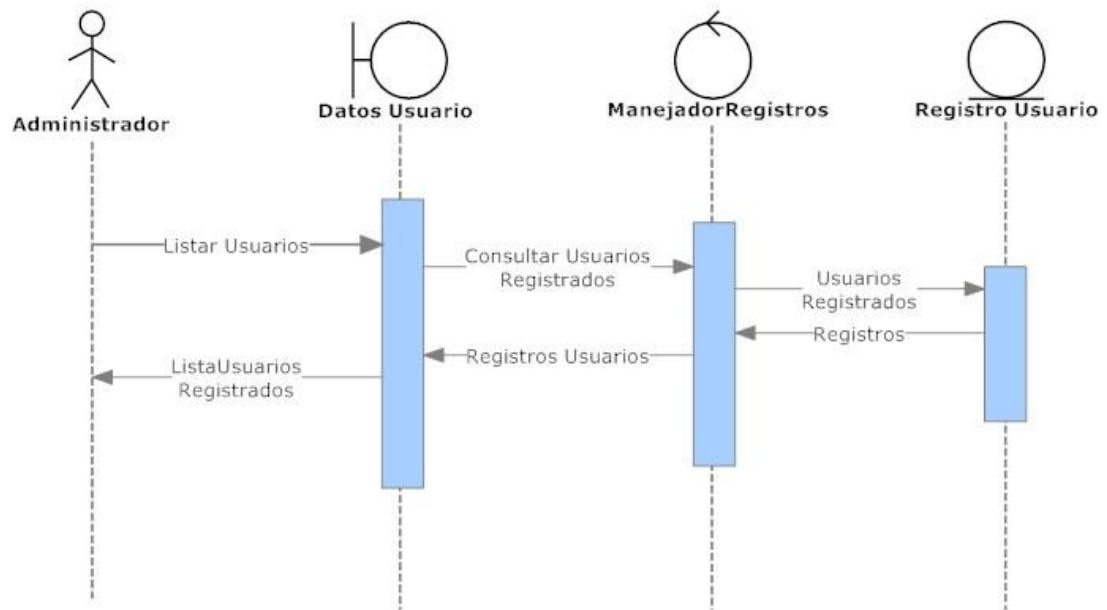 Administrador
Datos Usuario
ManejadorRegistros
Registro Usuario
Listar Usuarios
Consultar Usuarios
Registrados
Usuarios
Registrados
Registros
Registros Usuarios
ListaUsuarios
Registrados